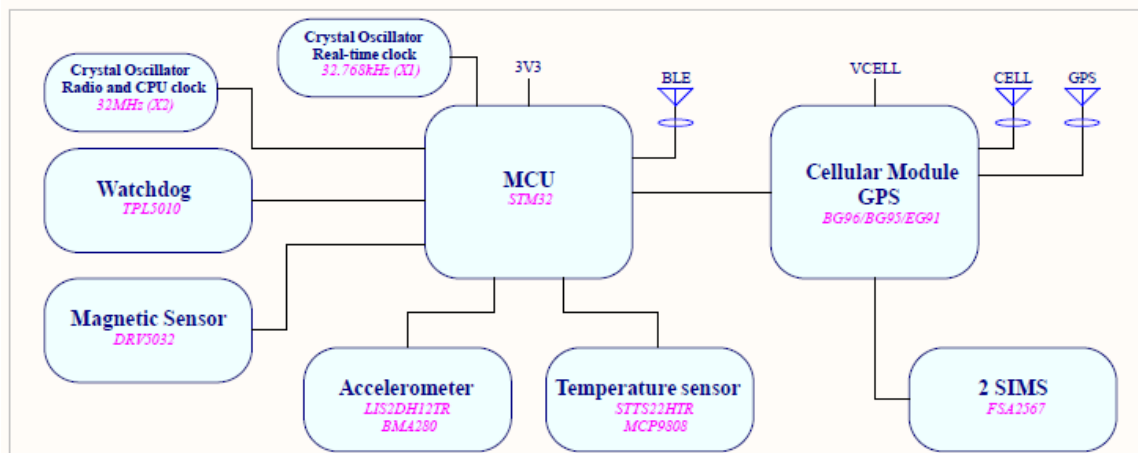 Crystal Oscillator
Real-time clock
32.768kHz (X1)
Crystal Oscillator
Radio and CPU clock
32MHz (X2)
3V3
BLE
VCELL
CELL
GPS
Watchdog
TPL5010
MCU
STM32
Cellular Module
GPS
BG96/BG95/EG91
Magnetic Sensor
DRV5032
Accelerometer
LIS2DH12TR
BMA280
Temperature sensor
STTS22HTR
MCP9808
2 SIMS
FSA2567